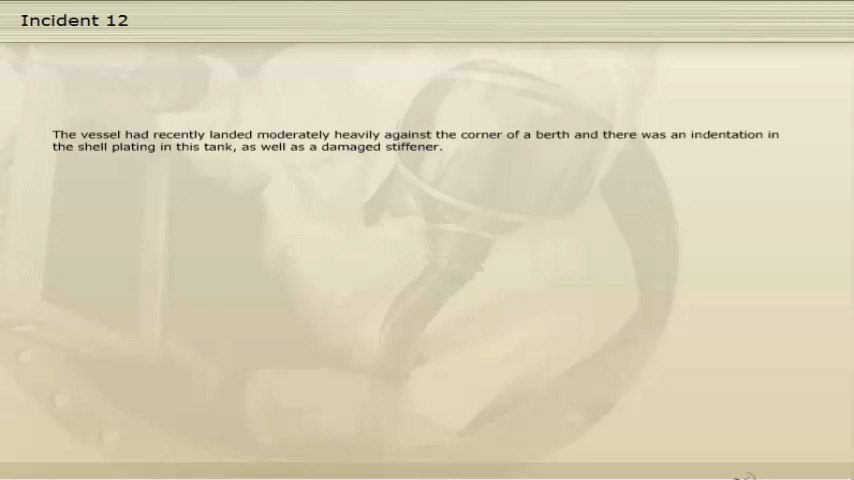 Incident 12
The vessel had recently landed moderately heavily against the corner of a berth and there was an indentation in
the shell plating in this tank, as well as a damaged stiffener.